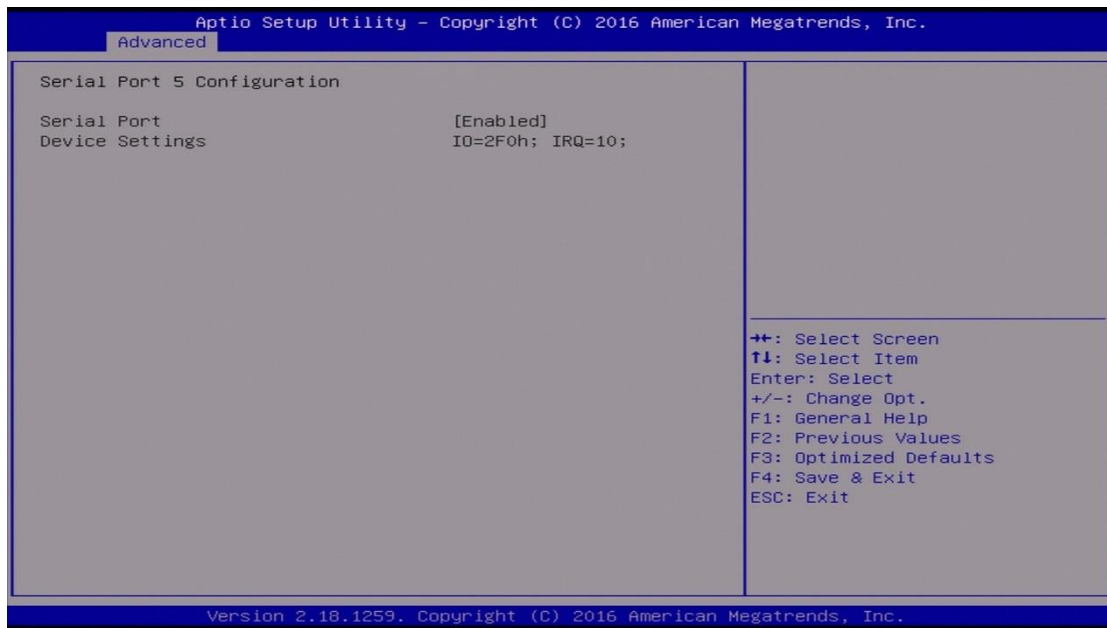 Aptio Setup Utility – Copyright (C) 2016 American Megatrends, Inc.
Advanced
Serial Port 5 Configuration
Serial Port [Enabled]
Device Settings IO=2F0h; IRQ=10;
→←: Select Screen
↑↓: Select Item
Enter: Select
+/-: Change Opt.
F1: General Help
F2: Previous Values
F3: Optimized Defaults
F4: Save & Exit
ESC: Exit
Version 2.18.1259. Copyright (C) 2016 American Megatrends, Inc.